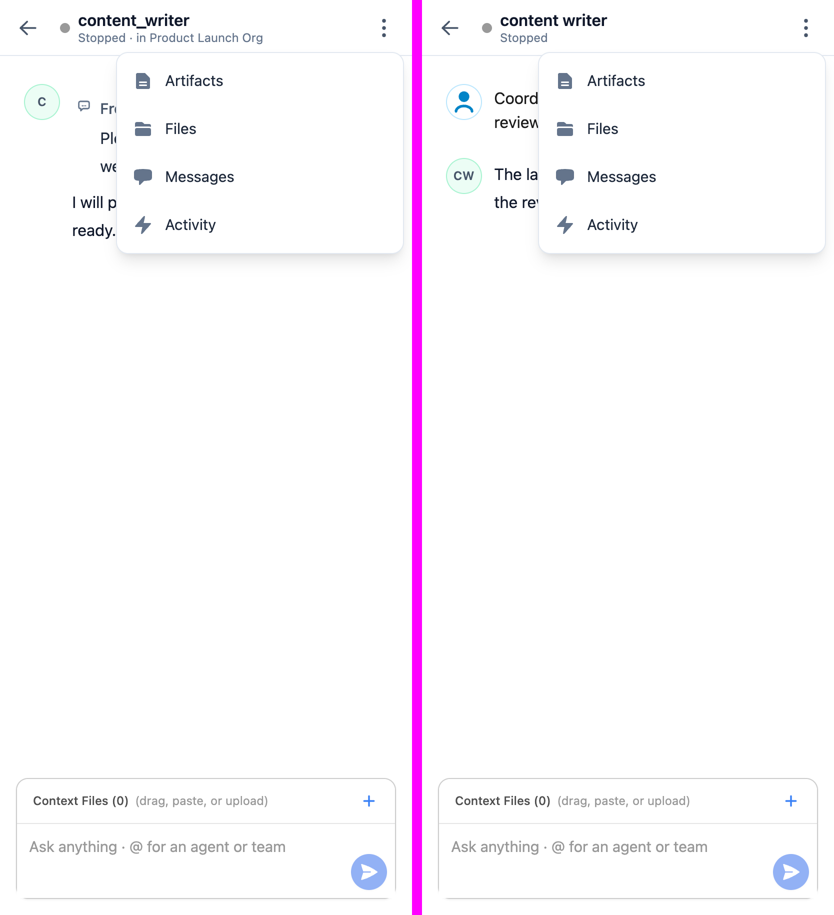 content_writer
Stopped · in Product Launch Org
Artifacts
Files
Messages
Activity
C
I will
ready.
Context Files (0) (drag, paste, or upload)
Ask anything · @ for an agent or team
content writer
Stopped
Artifacts
Files
Messages
Activity
Coord
review
CW
The la
the rev
Context Files (0) (drag, paste, or upload)
Ask anything · @ for an agent or team